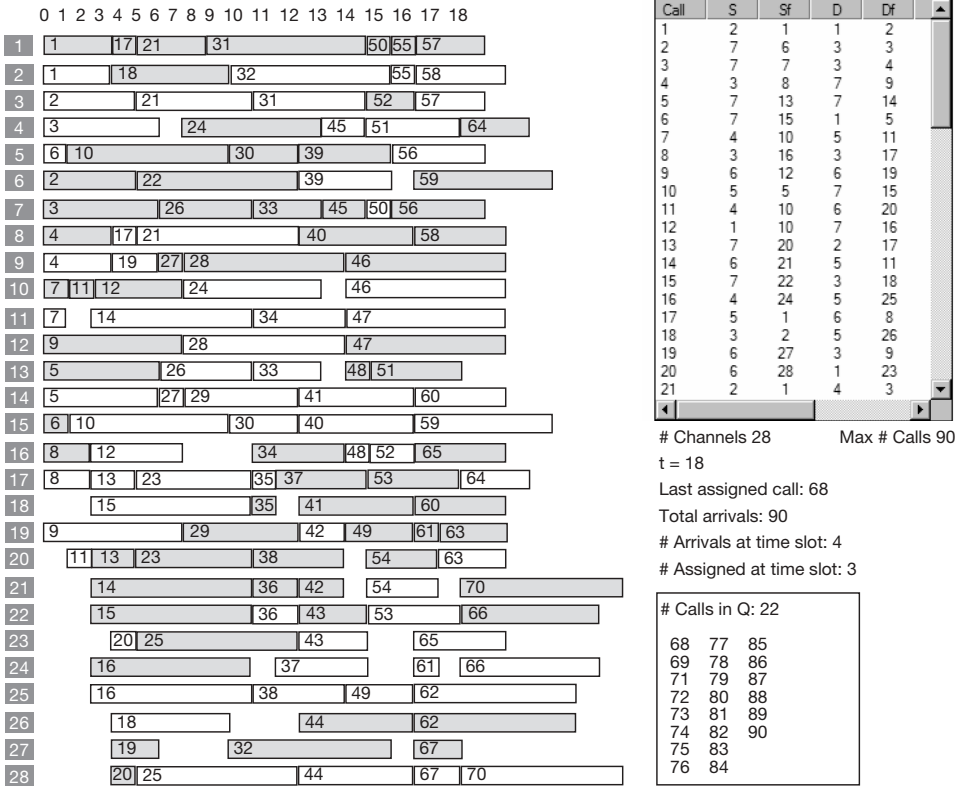 0 1 2 3 4 5 6 7 8 9 10 11 12 13 14 15 16 17 18
1 1 17 21 31 50 55 57
2 1 18 32 55 58
3 2 21 31 52 57
4 3 24 45 51 64
5 6 10 30 39 56
6 2 22 39 59
7 3 26 33 45 50 56
8 4 17 21 40 58
9 4 19 27 28 46
10 7 11 12 24 46
11 7 14 34 47
12 9 28 47
13 5 26 33 48 51
14 5 27 29 41 60
15 6 10 30 40 59
16 8 12 34 48 52 65
17 8 13 23 35 37 53 64
18 15 35 41 60
19 9 29 42 49 61 63
20 11 13 23 38 54 63
21 14 36 42 54 70
22 15 36 43 53 66
23 20 25 43 65
24 16 37 61 66
25 16 38 49 62
26 18 44 62
27 19 32 67
28 20 25 44 67 70
Call S Sf D Df
1 2 1 1 2
2 7 6 3 3
3 7 7 3 4
4 3 8 7 9
5 7 13 7 14
6 7 15 1 5
7 4 10 5 11
8 3 16 3 17
9 6 12 6 19
10 5 5 7 15
11 4 10 6 20
12 1 10 7 16
13 7 20 2 17
14 6 21 5 11
15 7 22 3 18
16 4 24 5 25
17 5 1 6 8
18 3 2 5 26
19 6 27 3 9
20 6 28 1 23
21 2 1 4 3
# Channels 28 Max # Calls 90
t = 18
Last assigned call: 68
Total arrivals: 90
# Arrivals at time slot: 4
# Assigned at time slot: 3
# Calls in Q: 22
68 77 85
69 78 86
71 79 87
72 80 88
73 81 89
74 82 90
75 83
76 84